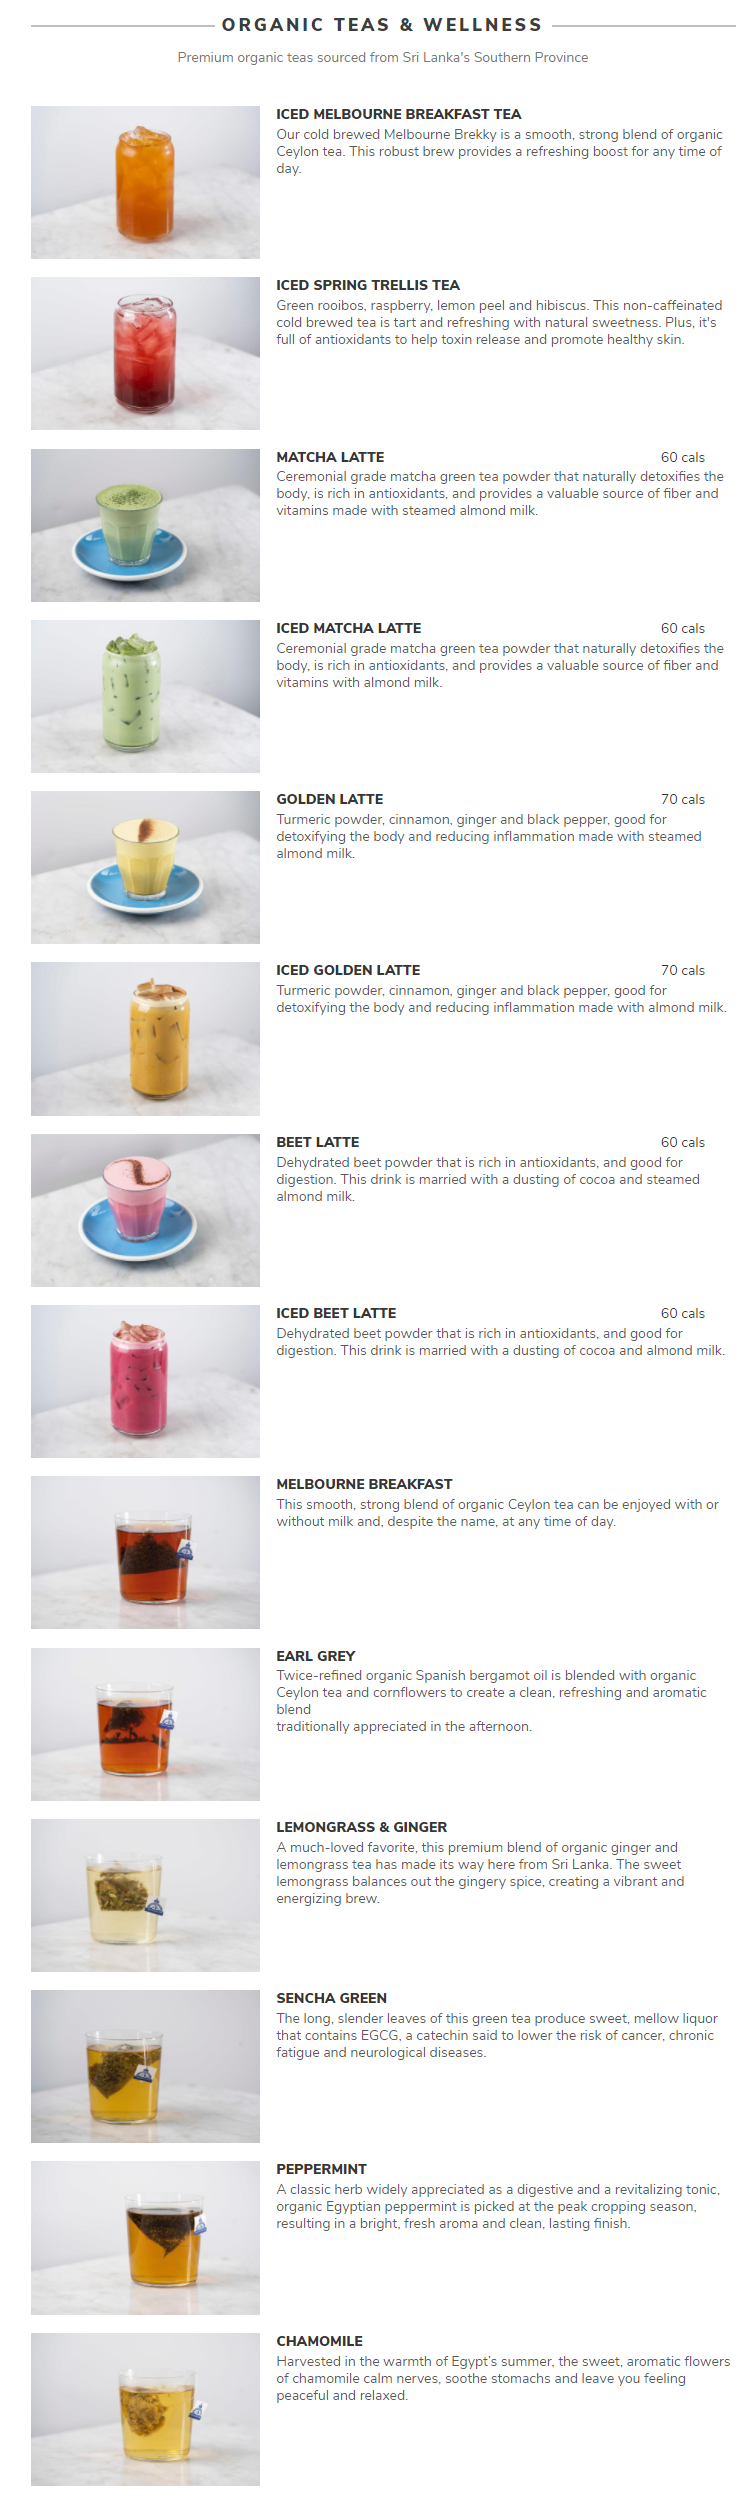 ORGANIC TEAS & WELLNESS
Premium organic teas sourced from Sri Lanka's Southern Province
ICED MELBOURNE BREAKFAST TEA
Our cold brewed Melbourne Brekky is a smooth, strong blend of organic
Ceylon tea. This robust brew provides a refreshing boost for any time of
day.
ICED SPRING TRELLIS TEA
Green rooibos, raspberry, lemon peel and hibiscus. This non-caffeinated
cold brewed tea is tart and refreshing with natural sweetness. Plus, it's
full of antioxidants to help toxin release and promote healthy skin.
MATCHA LATTE 60 cals
Ceremonial grade matcha green tea powder that naturally detoxifies the
body, is rich in antioxidants, and provides a valuable source of fiber and
vitamins made with steamed almond milk.
ICED MATCHA LATTE 60 cals
Ceremonial grade matcha green tea powder that naturally detoxifies the
body, is rich in antioxidants, and provides a valuable source of fiber and
vitamins with almond milk.
GOLDEN LATTE 70 cals
Turmeric powder, cinnamon, ginger and black pepper, good for
detoxifying the body and reducing inflammation made with steamed
almond milk.
ICED GOLDEN LATTE 70 cals
Turmeric powder, cinnamon, ginger and black pepper, good for
detoxifying the body and reducing inflammation made with almond milk.
BEET LATTE 60 cals
Dehydrated beet powder that is rich in antioxidants, and good for
digestion. This drink is married with a dusting of cocoa and steamed
almond milk.
ICED BEET LATTE 60 cals
Dehydrated beet powder that is rich in antioxidants, and good for
digestion. This drink is married with a dusting of cocoa and almond milk.
MELBOURNE BREAKFAST
This smooth, strong blend of organic Ceylon tea can be enjoyed with or
without milk and, despite the name, at any time of day.
EARL GREY
Twice-refined organic Spanish bergamot oil is blended with organic
Ceylon tea and cornflowers to create a clean, refreshing and aromatic
blend
traditionally appreciated in the afternoon.
LEMONGRASS & GINGER
A much-loved favorite, this premium blend of organic ginger and
lemongrass tea has made its way here from Sri Lanka. The sweet
lemongrass balances out the gingery spice, creating a vibrant and
energizing brew.
SENCHA GREEN
The long, slender leaves of this green tea produce sweet, mellow liquor
that contains EGCG, a catechin said to lower the risk of cancer, chronic
fatigue and neurological diseases.
PEPPERMINT
A classic herb widely appreciated as a digestive and a revitalizing tonic,
organic Egyptian peppermint is picked at the peak cropping season,
resulting in a bright, fresh aroma and clean, lasting finish.
CHAMOMILE
Harvested in the warmth of Egypt's summer, the sweet, aromatic flowers
of chamomile calm nerves, soothe stomachs and leave you feeling
peaceful and relaxed.